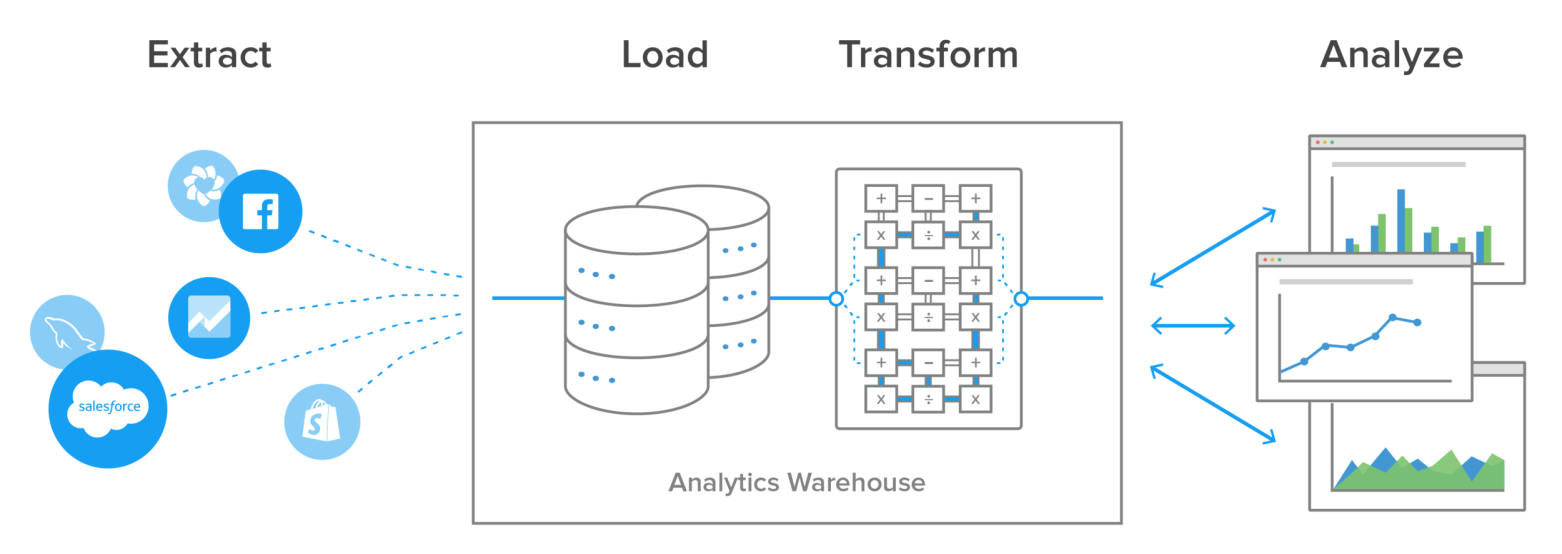 Extract
Load
Transform
Analyze
f
salesforce
S
+ − +
x ÷ x
+ − +
x ÷ x
+ − +
x ÷ x
Analytics Warehouse